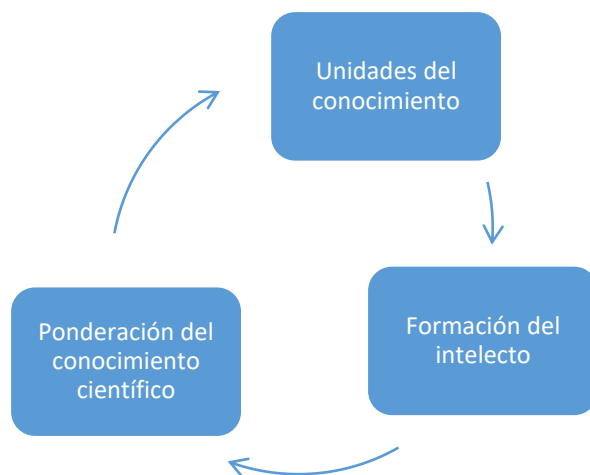 Unidades del
conocimiento
Formación del
intelecto
Ponderación del
conocimiento
científico